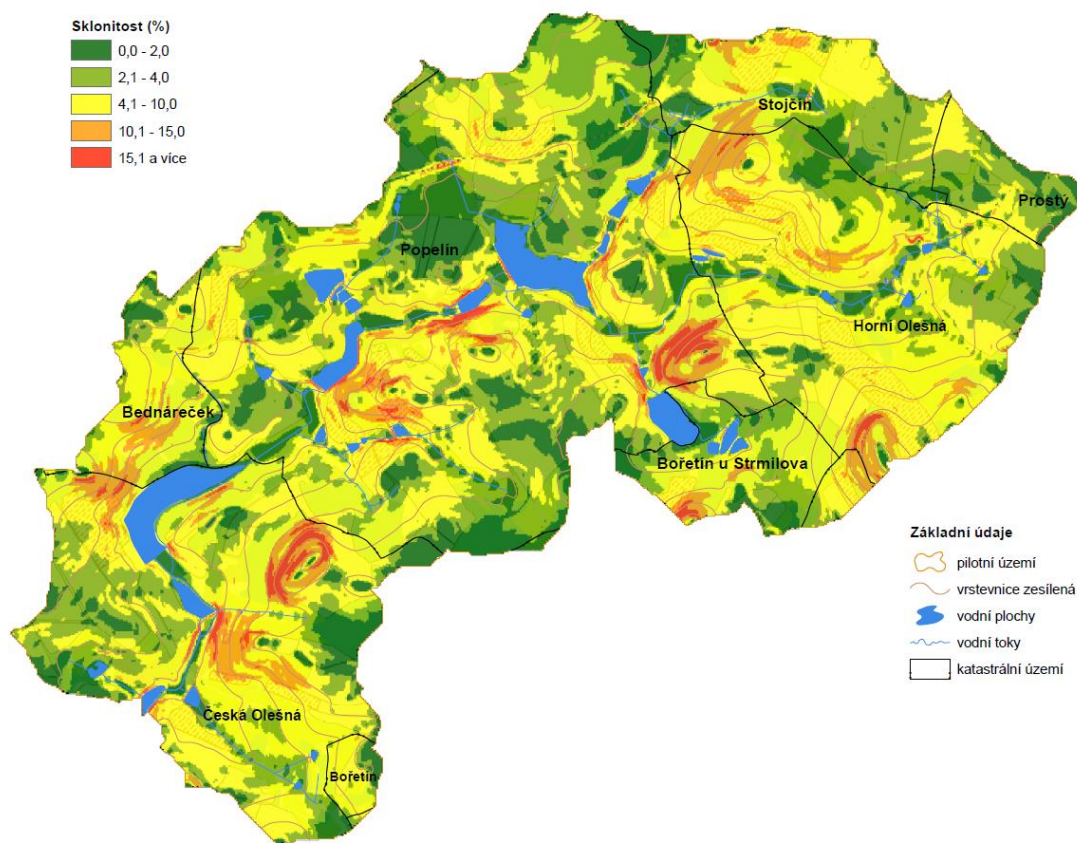 Sklonitost (%)
0,0 - 2,0
2,1 - 4,0
4,1 - 10,0
10,1 - 15,0
15,1 a více
Stojčín
Prostý
Popelín
Horní Olešná
Bednáreček
Bořetín u Strmilova
Česká Olešná
Bořetín
Základní údaje
pilotní území
vrstevnice zesílená
vodní plochy
vodní toky
katastrální území